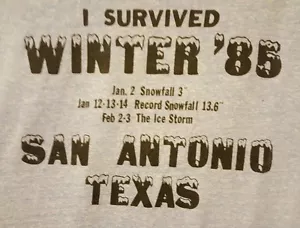 I SURVIVED
WINTER '85
Jan. 2 Snowfall 3"
Jan 12-13-14 Record Snowfall 13.6"
Feb 2-3 The Ice Storm
SAN ANTONIO
TEXAS